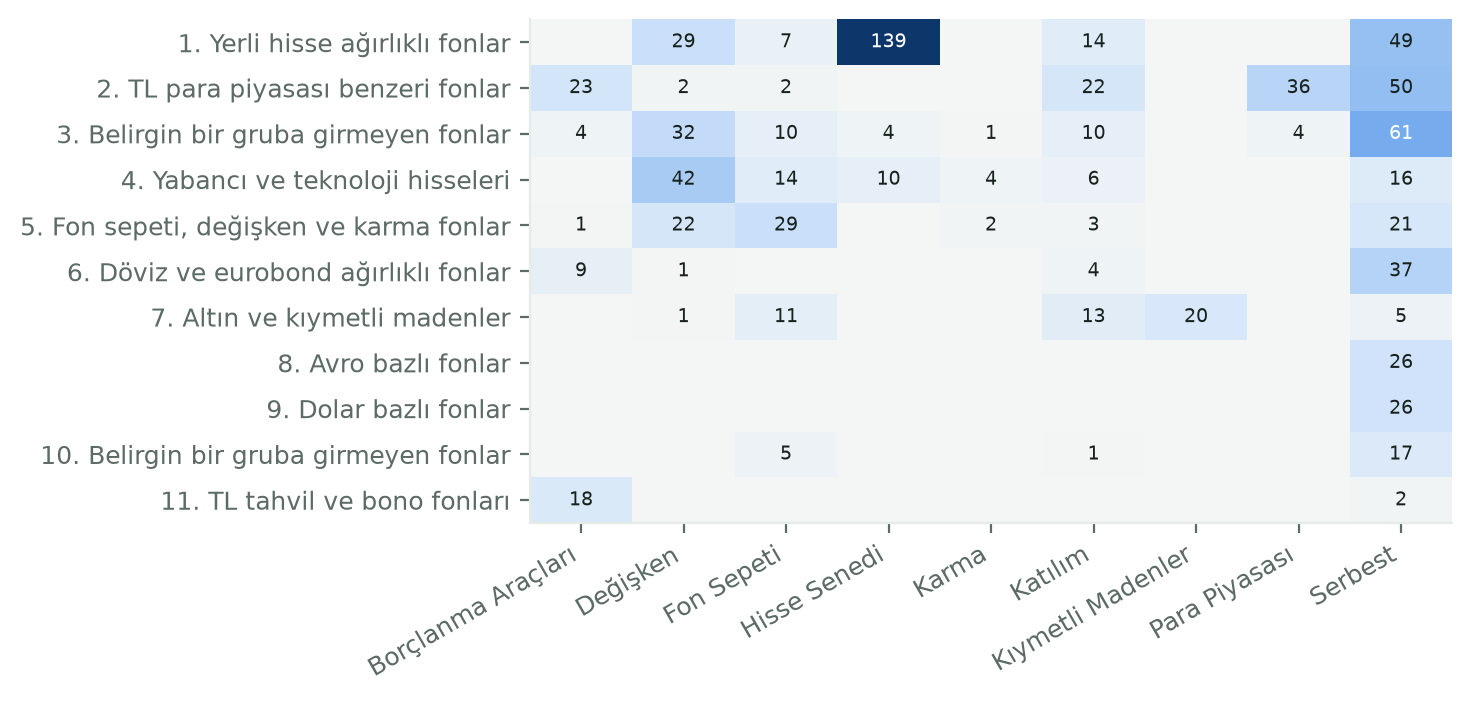 1. Yerli hisse ağırlıklı fonlar 29 7 139 14 49
2. TL para piyasası benzeri fonlar 23 2 2 22 36 50
3. Belirgin bir gruba girmeyen fonlar 4 32 10 4 1 10 4 61
4. Yabancı ve teknoloji hisseleri 42 14 10 4 6 16
5. Fon sepeti, değişken ve karma fonlar 1 22 29 2 3 21
6. Döviz ve eurobond ağırlıklı fonlar 9 1 4 37
7. Altın ve kıymetli madenler 1 11 13 20 5
8. Avro bazlı fonlar 26
9. Dolar bazlı fonlar 26
10. Belirgin bir gruba girmeyen fonlar 5 1 17
11. TL tahvil ve bono fonları 18 2
Borçlanma Araçları
Değişken
Fon Sepeti
Hisse Senedi
Karma
Katılım
Kıymetli Madenler
Para Piyasası
Serbest